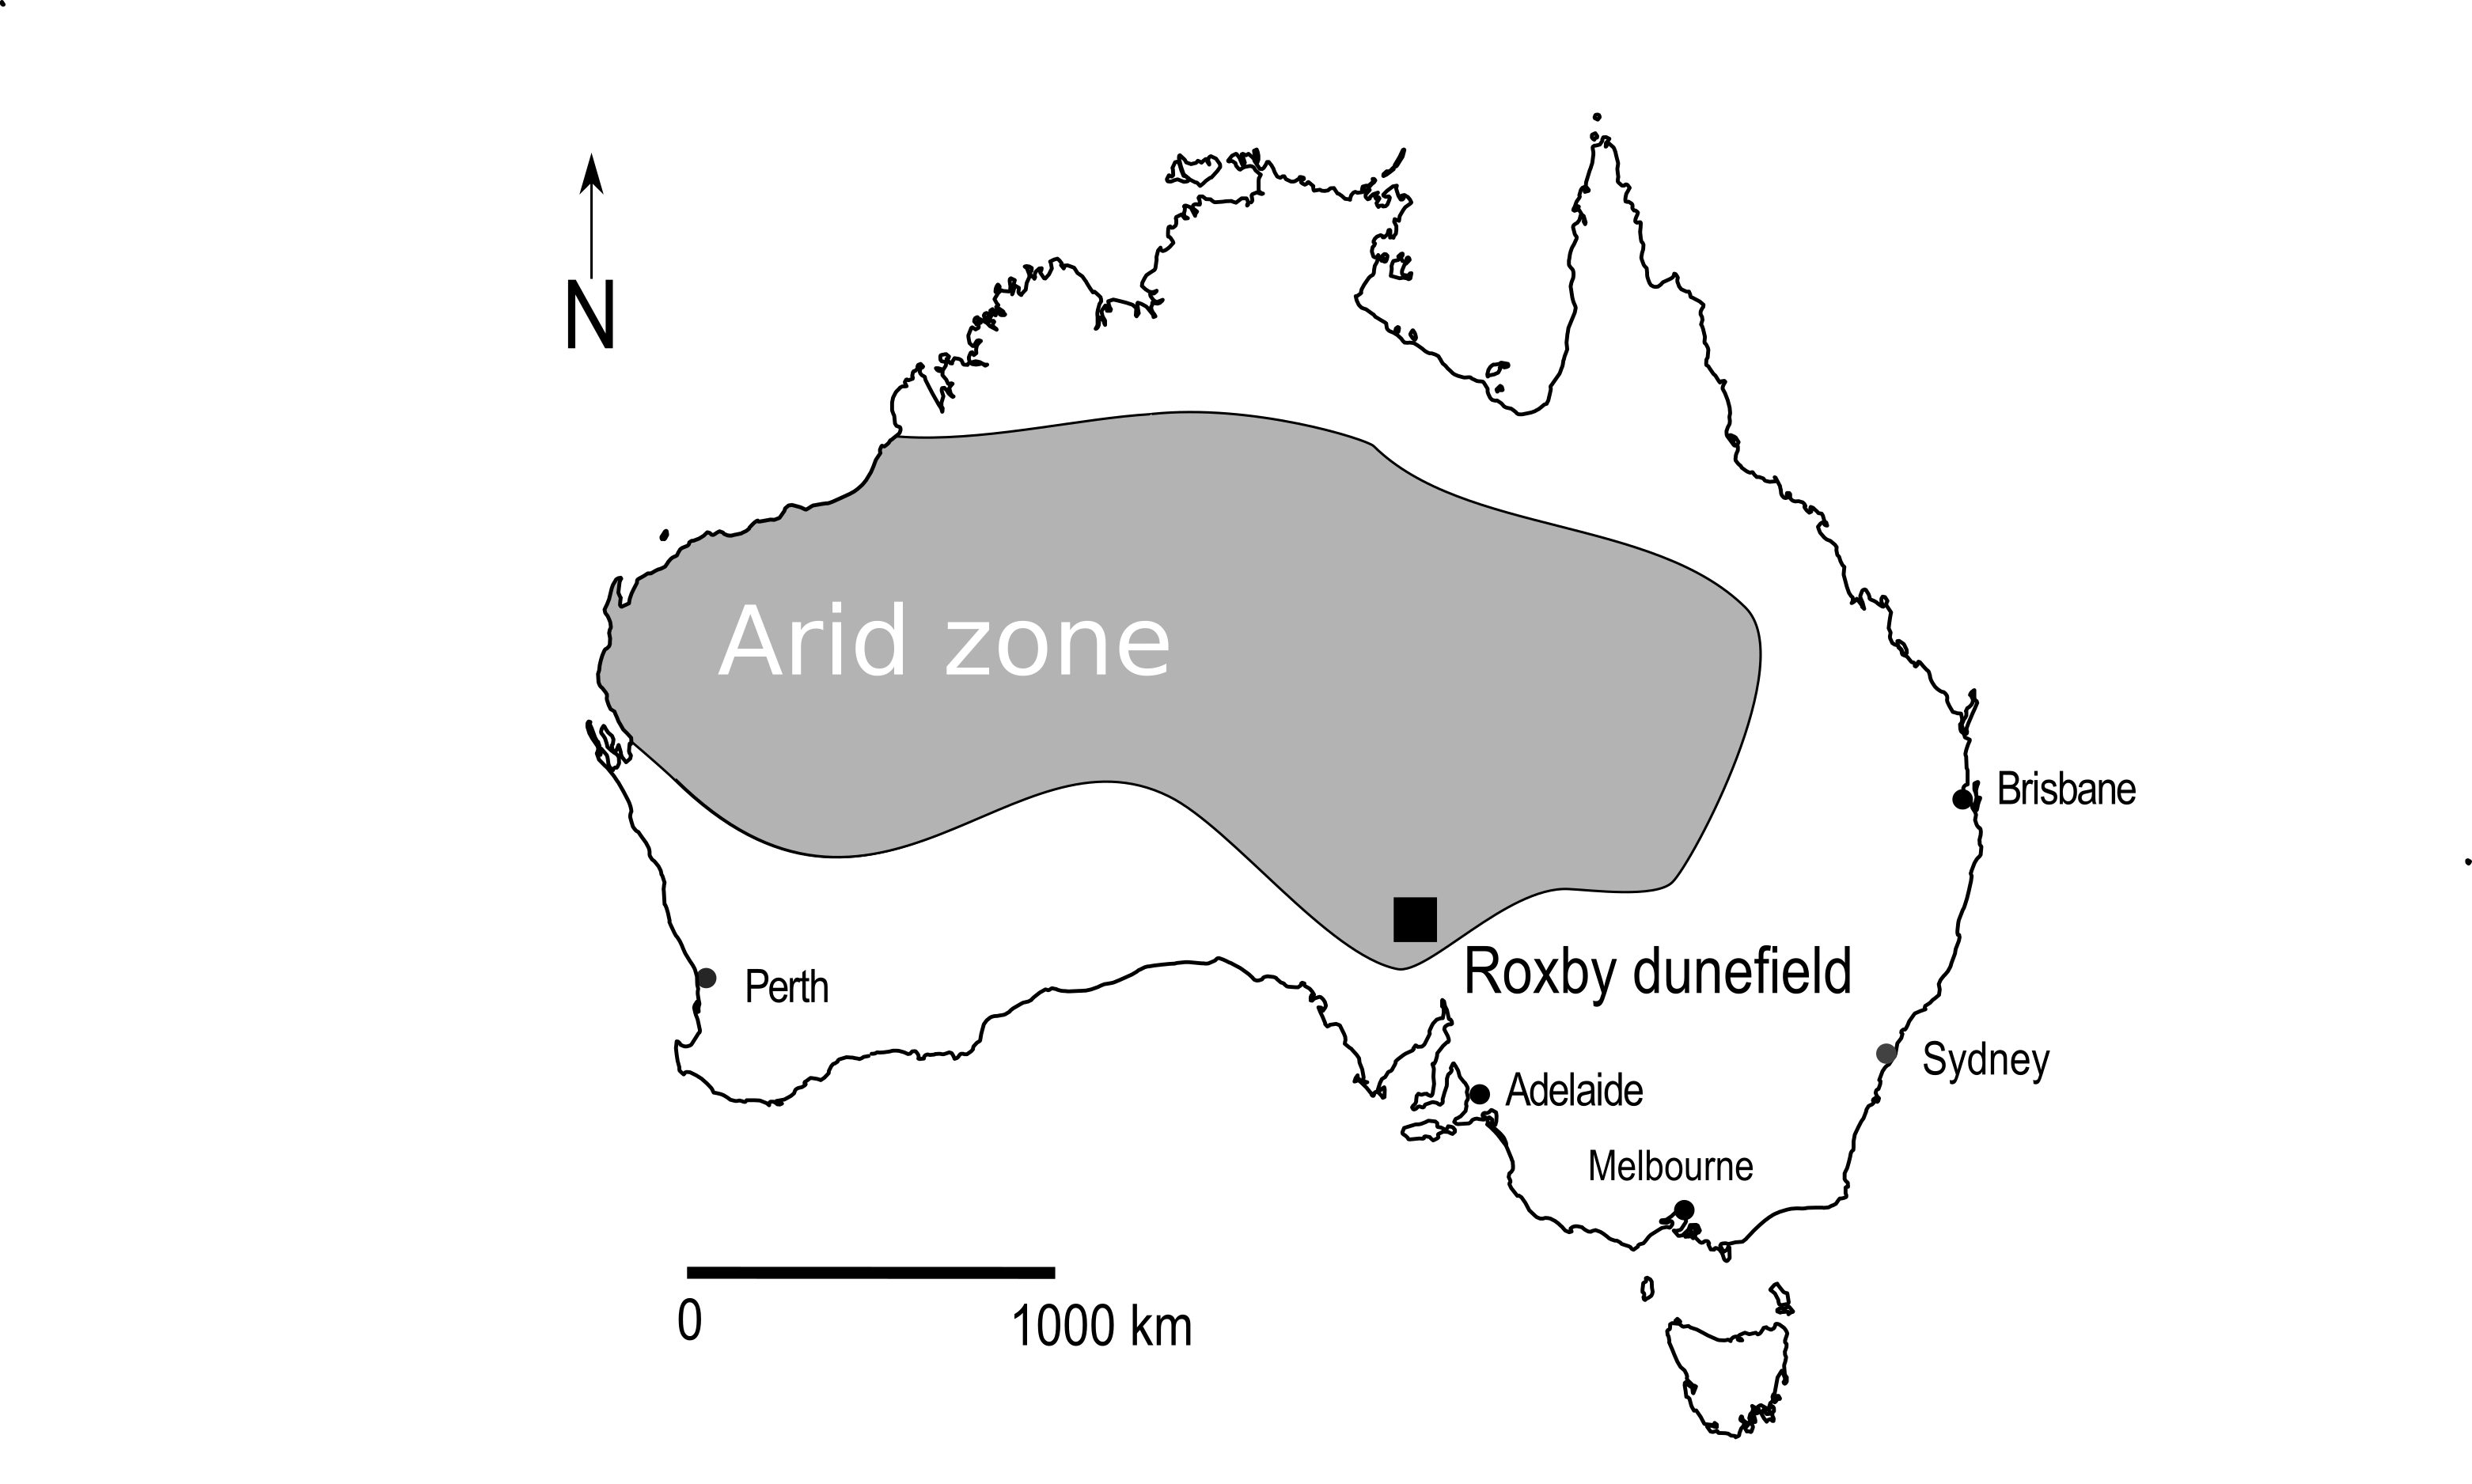 N
Arid zone
Brisbane
Roxby dunefield
Perth
Sydney
Adelaide
Melbourne
0
1000 km